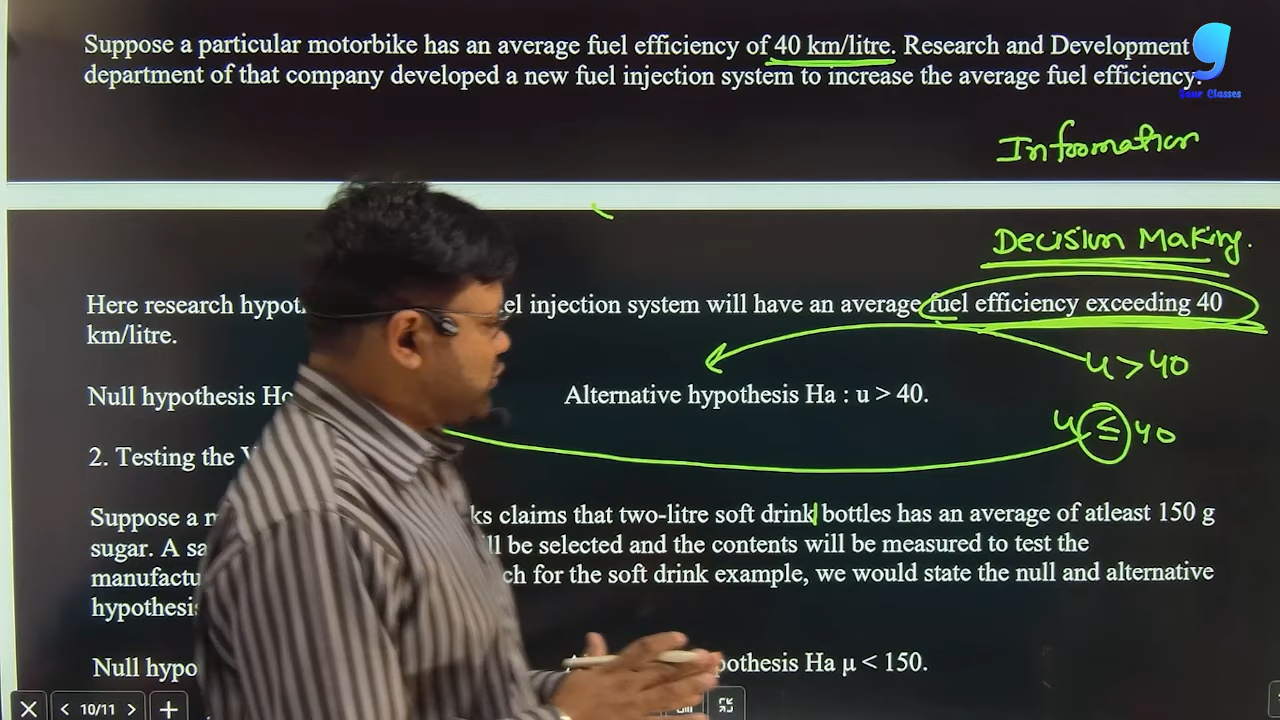 Suppose a particular motorbike has an average fuel efficiency of 40 km/litre. Research and Development
department of that company developed a new fuel injection system to increase the average fuel efficiency.
Classes
Information
Decision Making.
Here research hypot el injection system will have an average fuel efficiency exceeding 40
km/litre.
u > 40
Null hypothesis Ho Alternative hypothesis Ha : u > 40.
u ≤ 40
2. Testing the V
Suppose a m ks claims that two-litre soft drink bottles has an average of atleast 150 g
sugar. A sa ll be selected and the contents will be measured to test the
manufactu ch for the soft drink example, we would state the null and alternative
hypothesis
Null hypo pothesis Ha µ < 150.
10/11